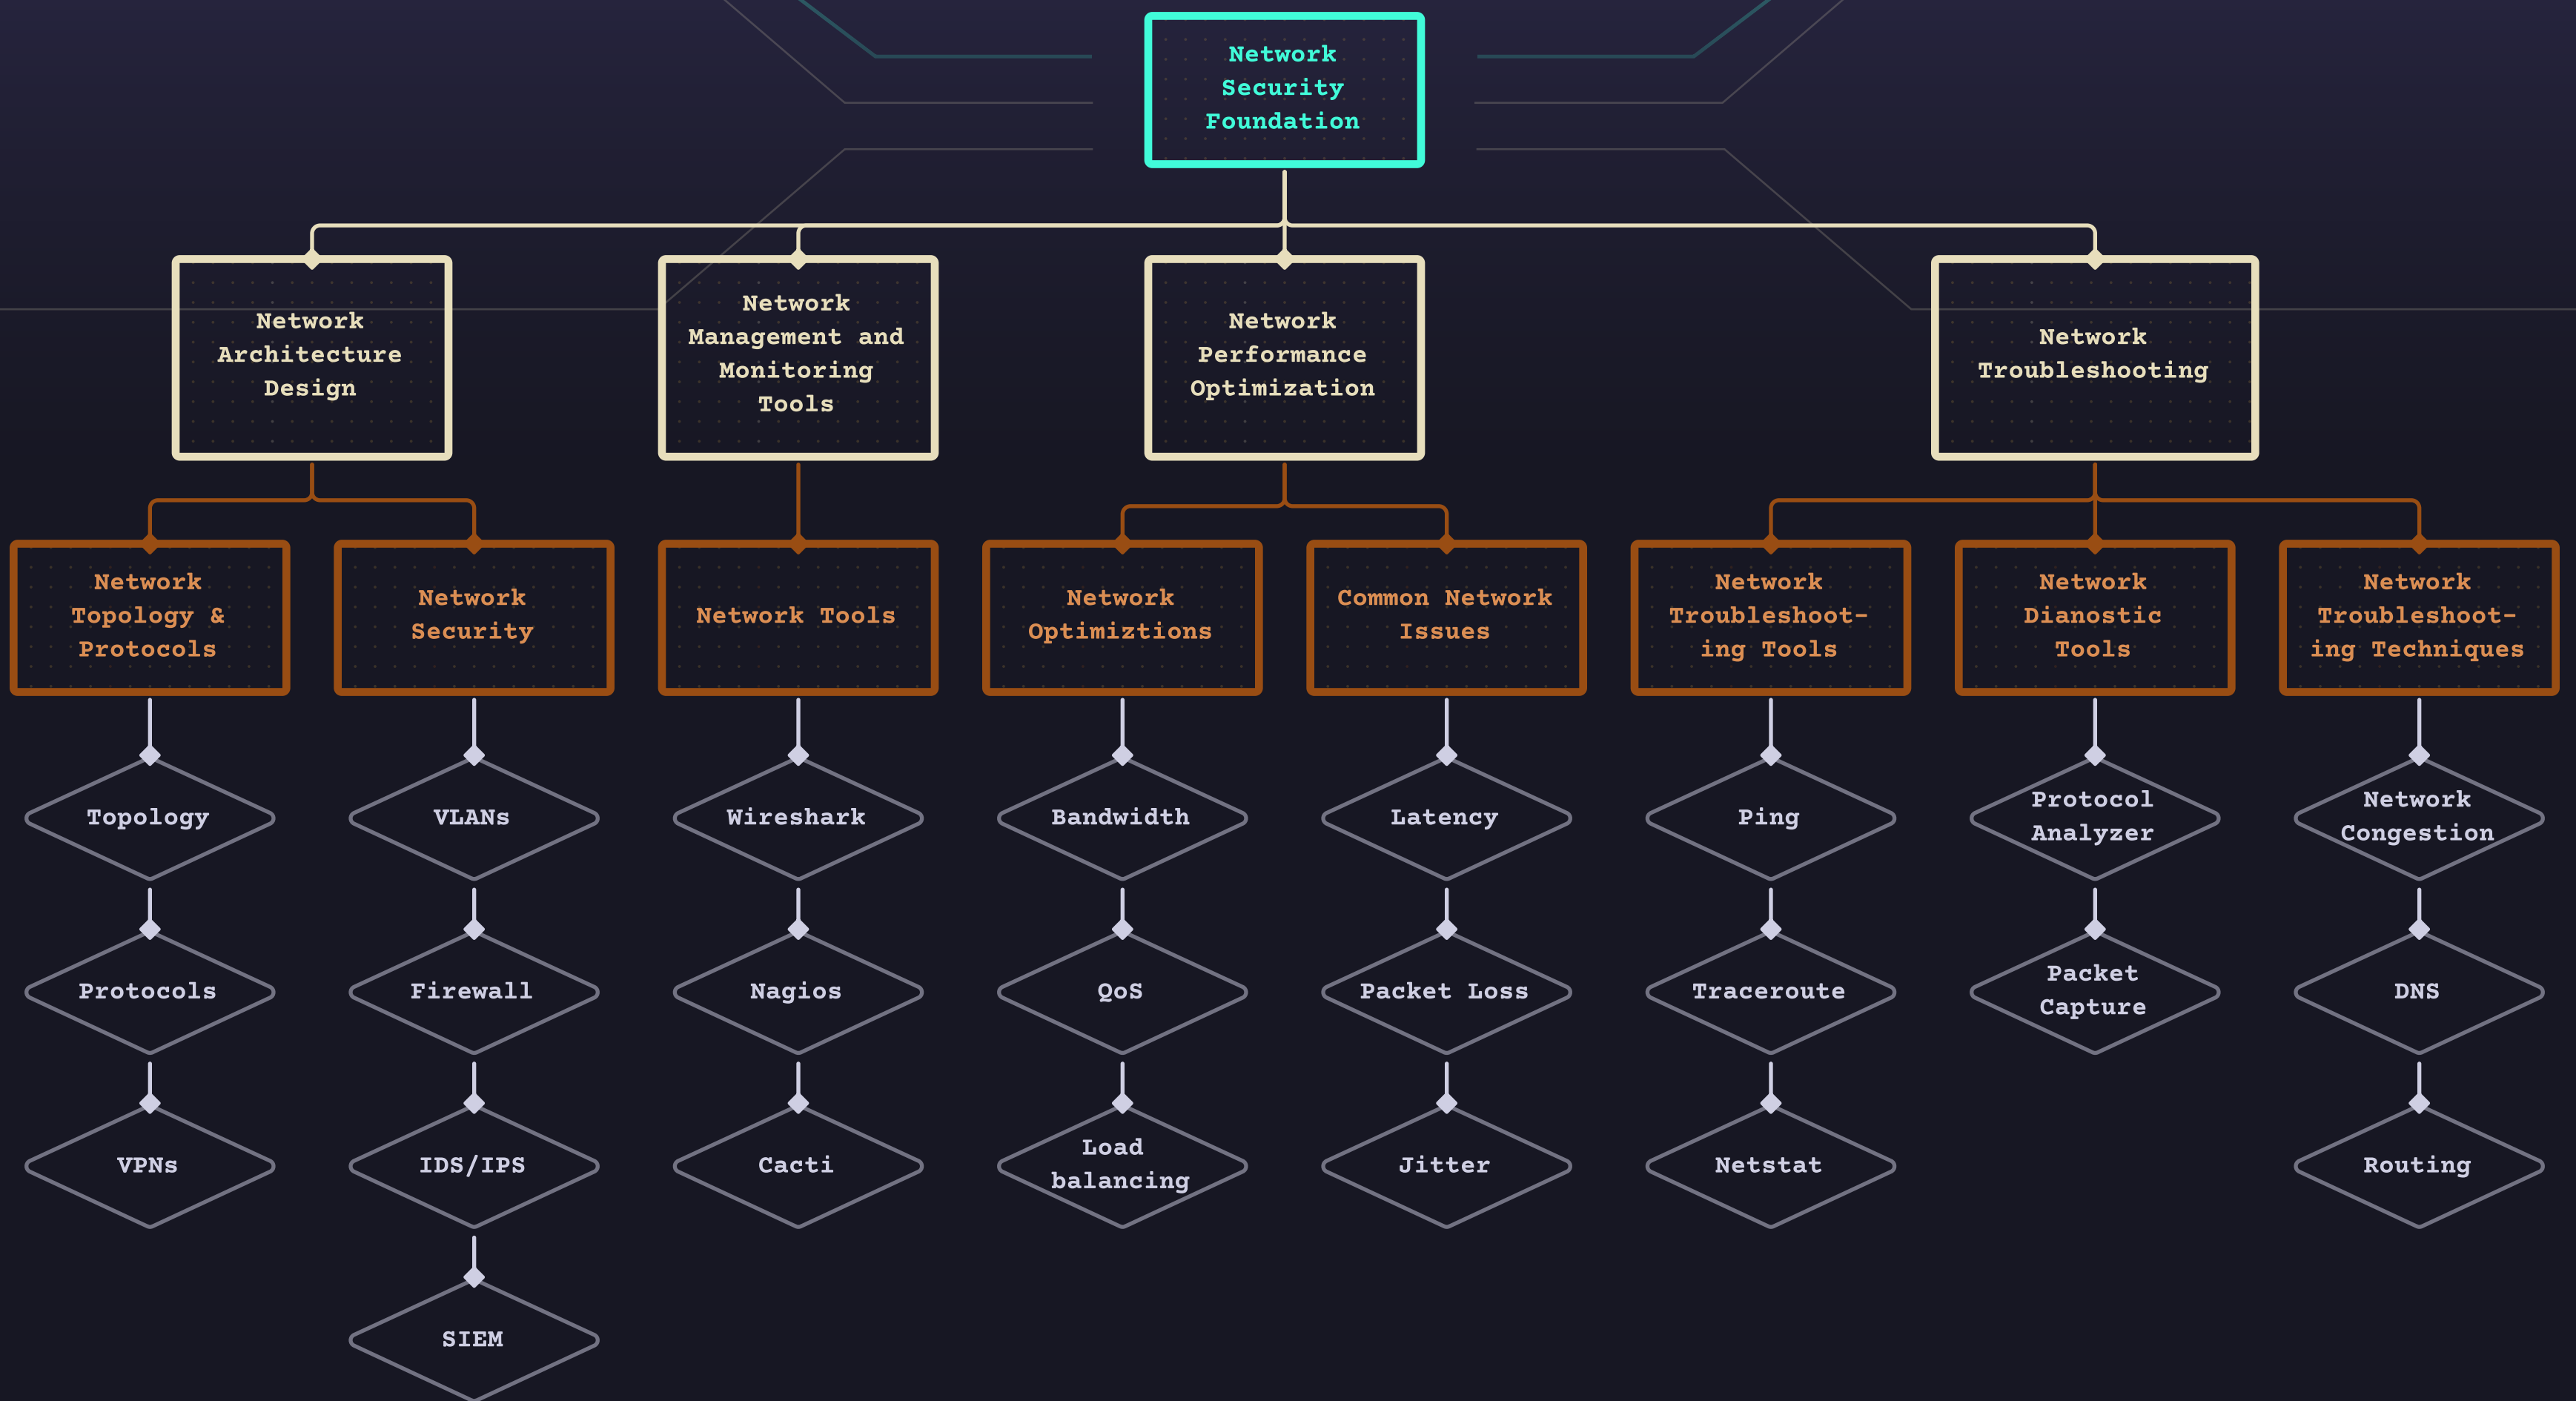 Network
Security
Foundation
Network
Architecture
Design
Network
Management and
Monitoring
Tools
Network
Performance
Optimization
Network
Troubleshooting
Network
Topology &
Protocols
Network
Security
Network Tools
Network
Optimiztions
Common Network
Issues
Network
Troubleshoot-
ing Tools
Network
Dianostic
Tools
Network
Troubleshoot-
ing Techniques
Topology
VLANs
Wireshark
Bandwidth
Latency
Ping
Protocol
Analyzer
Network
Congestion
Protocols
Firewall
Nagios
QoS
Packet Loss
Traceroute
Packet
Capture
DNS
VPNs
IDS/IPS
Cacti
Load
balancing
Jitter
Netstat
Routing
SIEM